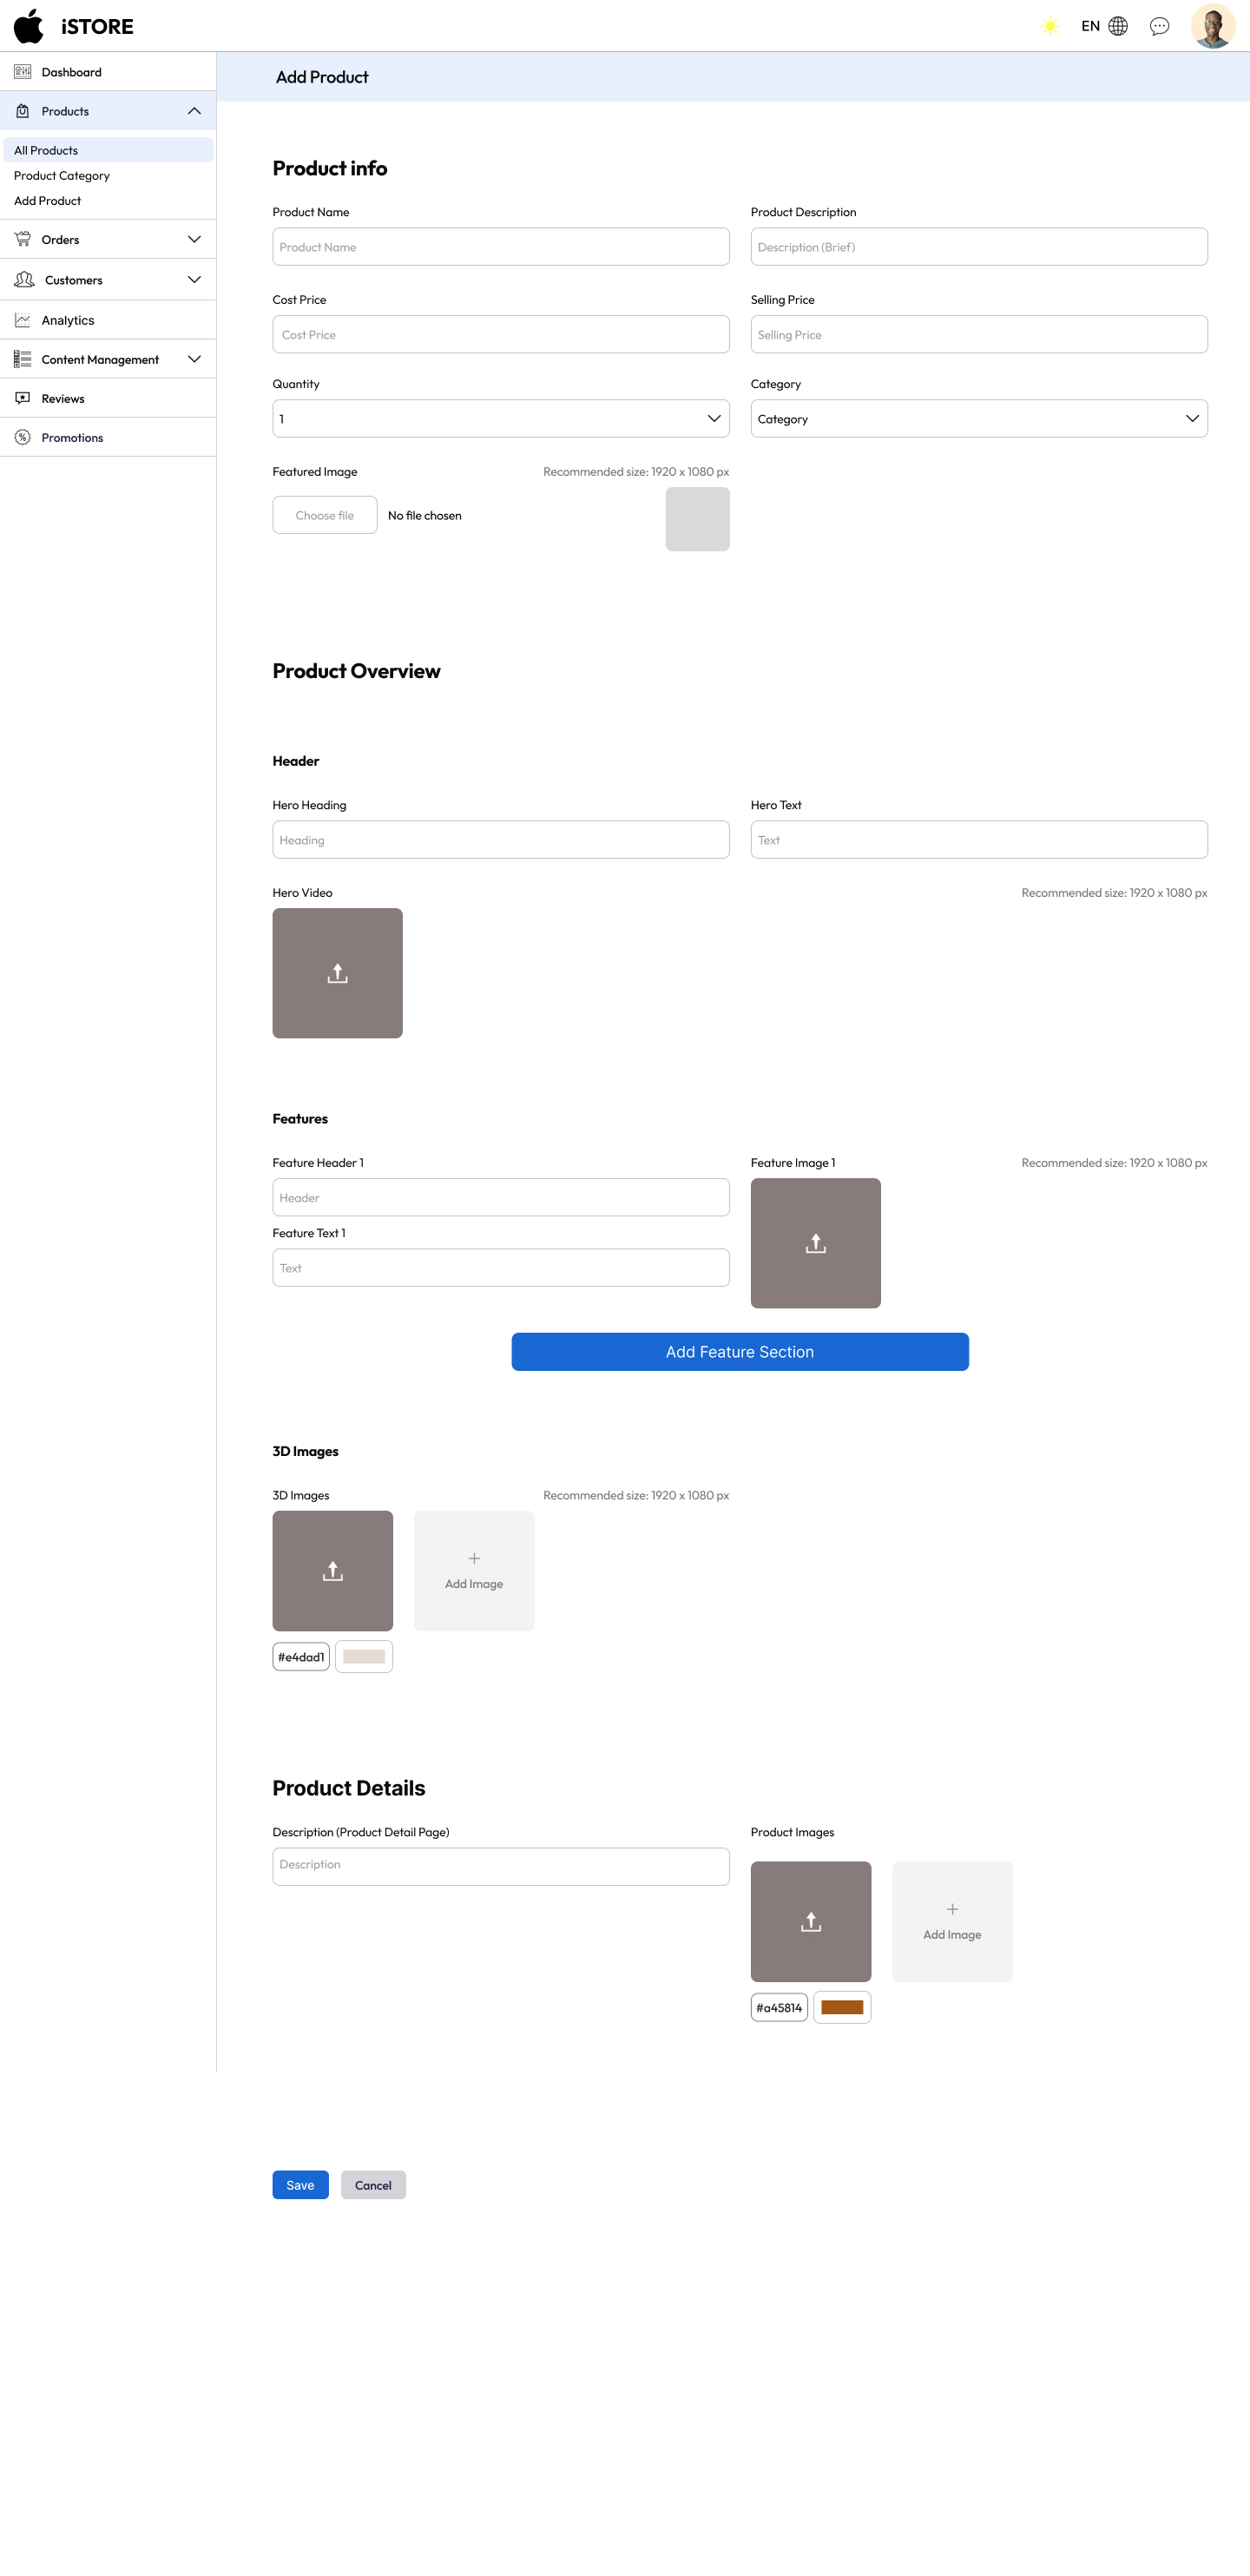 iSTORE
EN
Dashboard
Products
All Products
Product Category
Add Product
Orders
Customers
Analytics
Content Management
Reviews
Promotions
Add Product
Product info
Product Name
Product Description
Product Name
Description (Brief)
Cost Price
Selling Price
Cost Price
Selling Price
Quantity
Category
1
Category
Featured Image
Recommended size: 1920 x 1080 px
Choose file
No file chosen
Product Overview
Header
Hero Heading
Hero Text
Heading
Text
Hero Video
Recommended size: 1920 x 1080 px
Features
Feature Header 1
Feature Image 1
Recommended size: 1920 x 1080 px
Header
Feature Text 1
Text
Add Feature Section
3D Images
3D Images
Recommended size: 1920 x 1080 px
Add Image
#e4dad1
Product Details
Description (Product Detail Page)
Product Images
Description
Add Image
#a45814
Save
Cancel